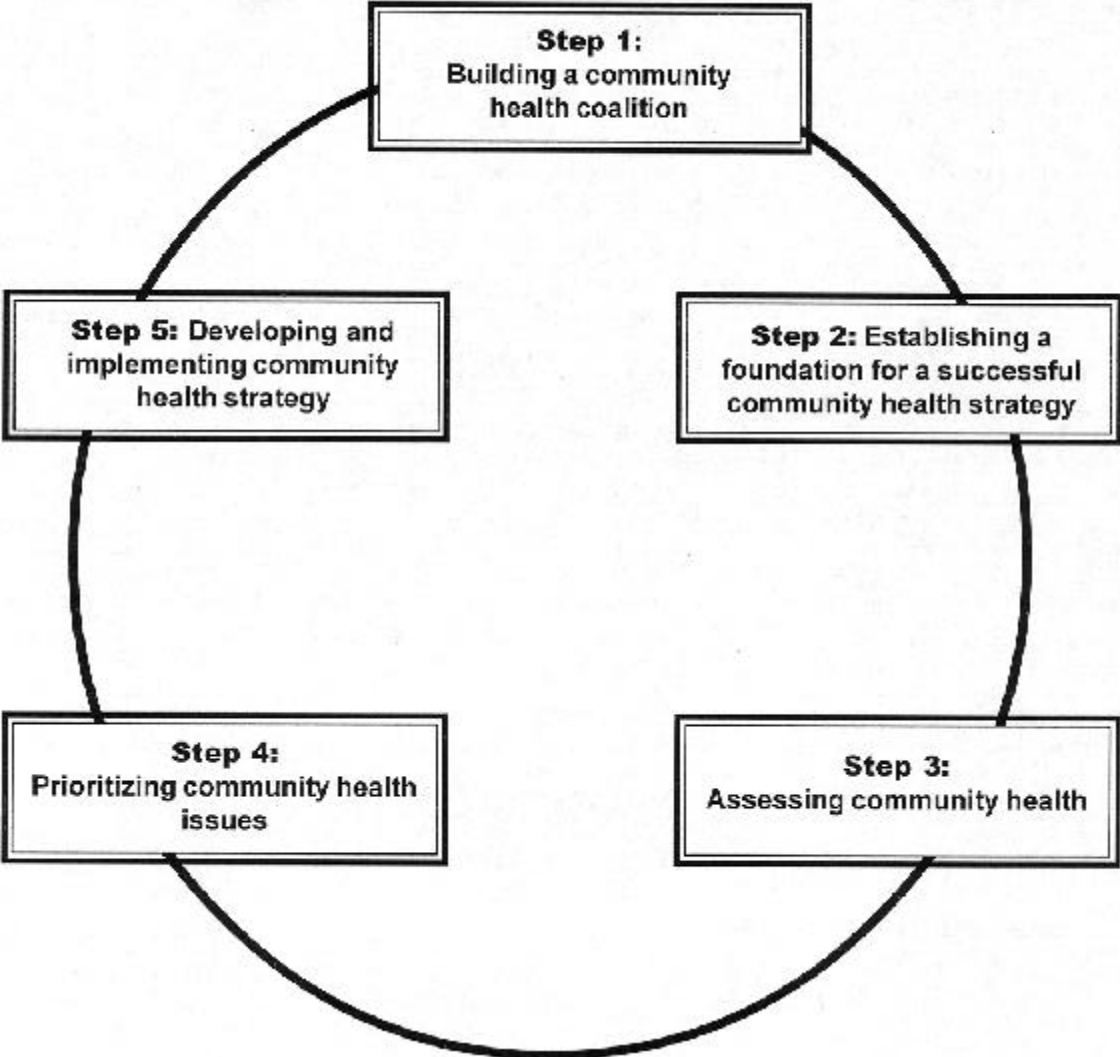 Step 1:
Building a community
health coalition
Step 2: Establishing a
foundation for a successful
community health strategy
Step 3:
Assessing community health
Step 4:
Prioritizing community health
issues
Step 5: Developing and
implementing community
health strategy